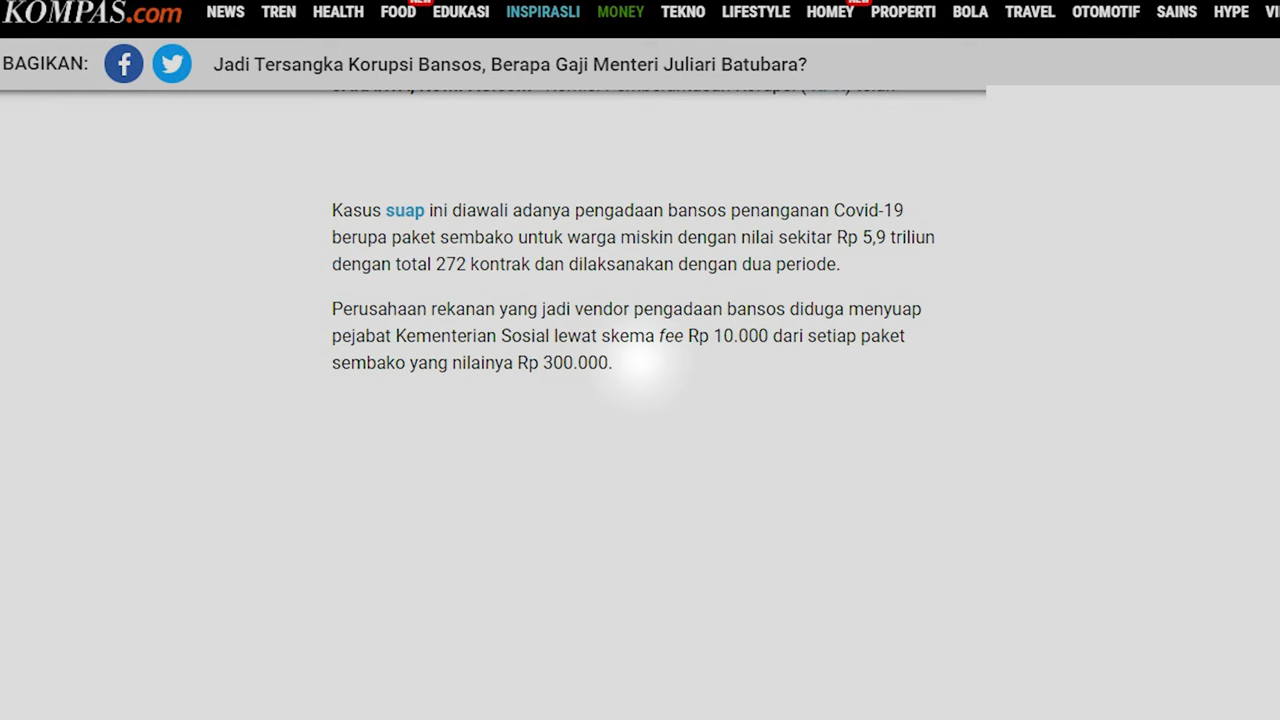 KOMPAS.com NEWS TREN HEALTH FOOD NEW EDUKASI INSPIRASLI MONEY TEKNO LIFESTYLE HOMEY NEW PROPERTI BOLA TRAVEL OTOMOTIF SAINS HYPE
BAGIKAN: Jadi Tersangka Korupsi Bansos, Berapa Gaji Menteri Juliari Batubara?
Kasus suap ini diawali adanya pengadaan bansos penanganan Covid-19
berupa paket sembako untuk warga miskin dengan nilai sekitar Rp 5,9 triliun
dengan total 272 kontrak dan dilaksanakan dengan dua periode.
Perusahaan rekanan yang jadi vendor pengadaan bansos diduga menyuap
pejabat Kementerian Sosial lewat skema fee Rp 10.000 dari setiap paket
sembako yang nilainya Rp 300.000.